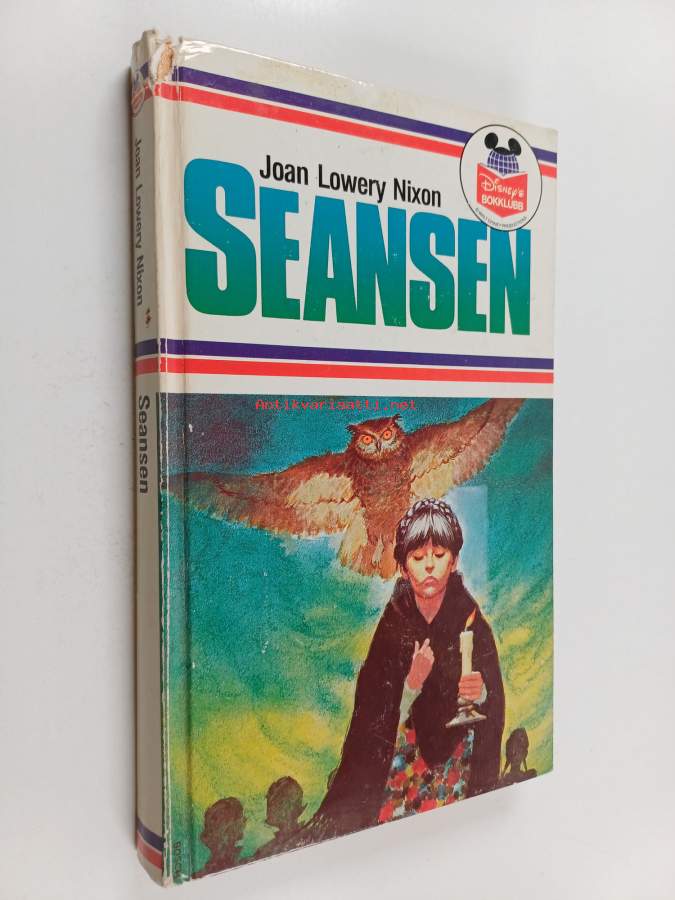 Joan Lowery Nixon
SEANSEN
DISNEY'S
BOKKLUBB
Antikvariaatti.net
Joan Lowery Nixon
Seansen